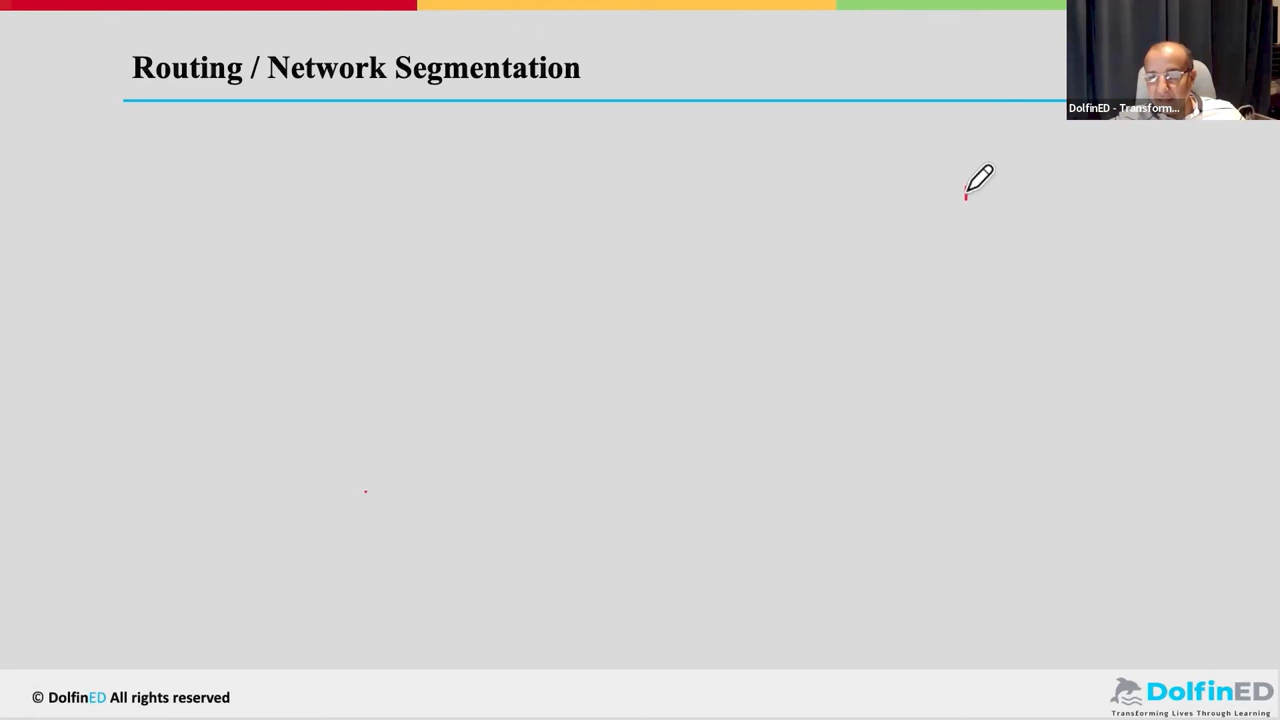 Routing / Network Segmentation
DolfinED - Transform...
© DolfinED All rights reserved
DolfinED
Transforming Lives Through Learning